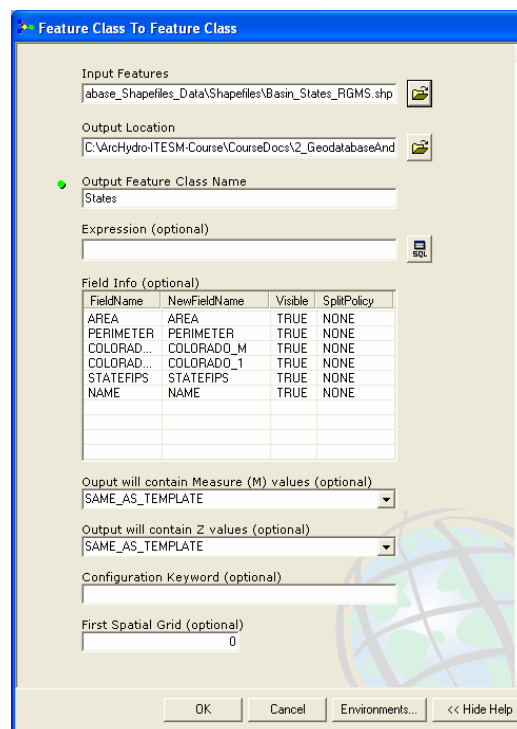 Feature Class To Feature Class
Input Features
abase_Shapefiles_Data\Shapefiles\Basin_States_RGMS.shp
Output Location
C:\ArcHydro-ITESM-Course\CourseDocs\2_GeodatabaseAnd
Output Feature Class Name
States
Expression (optional)
SQL
Field Info (optional)
FieldName NewFieldName Visible SplitPolicy
AREA AREA TRUE NONE
PERIMETER PERIMETER TRUE NONE
COLORAD... COLORADO_M TRUE NONE
COLORAD... COLORADO_1 TRUE NONE
STATEFIPS STATEFIPS TRUE NONE
NAME NAME TRUE NONE
Ouput will contain Measure (M) values (optional)
SAME_AS_TEMPLATE
Output will contain Z values (optional)
SAME_AS_TEMPLATE
Configuration Keyword (optional)
First Spatial Grid (optional)
0
OK Cancel Environments... << Hide Help